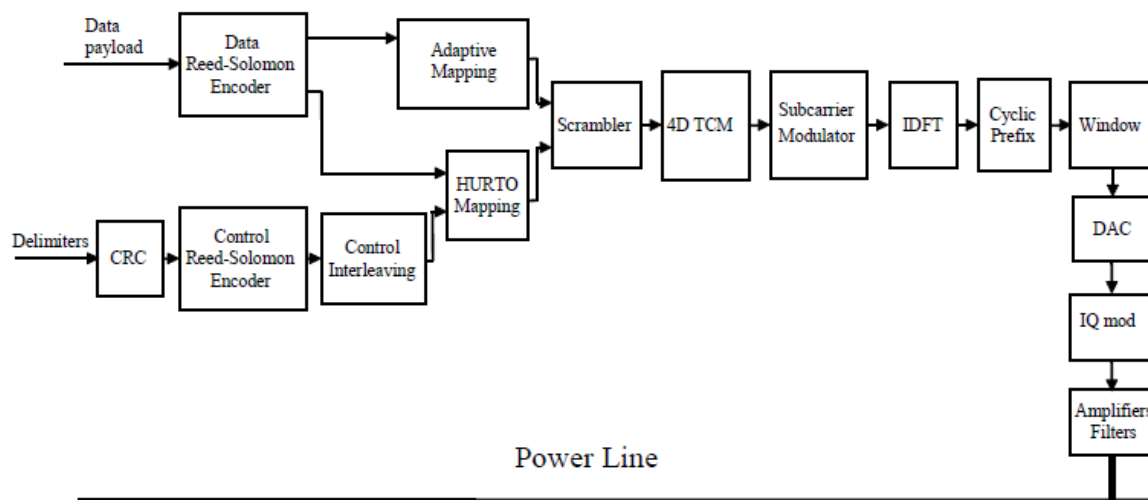 Data
payload
Data
Reed-Solomon
Encoder
Adaptive
Mapping
Scrambler
4D TCM
Subcarrier
Modulator
IDFT
Cyclic
Prefix
Window
HURTO
Mapping
Delimiters
CRC
Control
Reed-Solomon
Encoder
Control
Interleaving
DAC
IQ mod
Amplifiers
Filters
Power Line